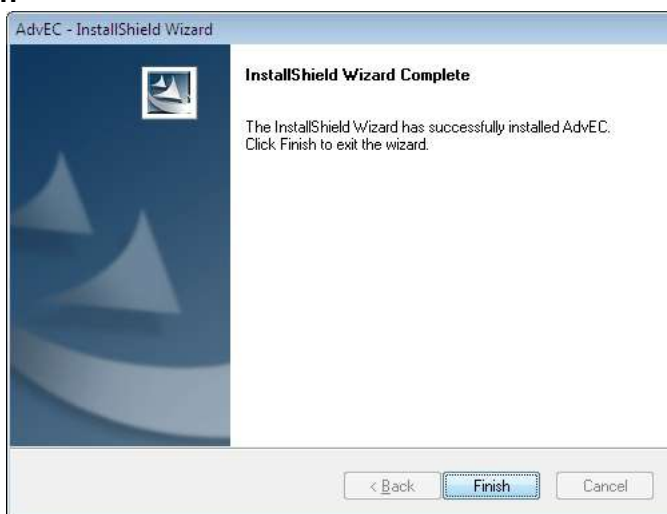 AdvEC - InstallShield Wizard
InstallShield Wizard Complete
The InstallShield Wizard has successfully installed AdvEC.
Click Finish to exit the wizard.
< Back
Finish
Cancel